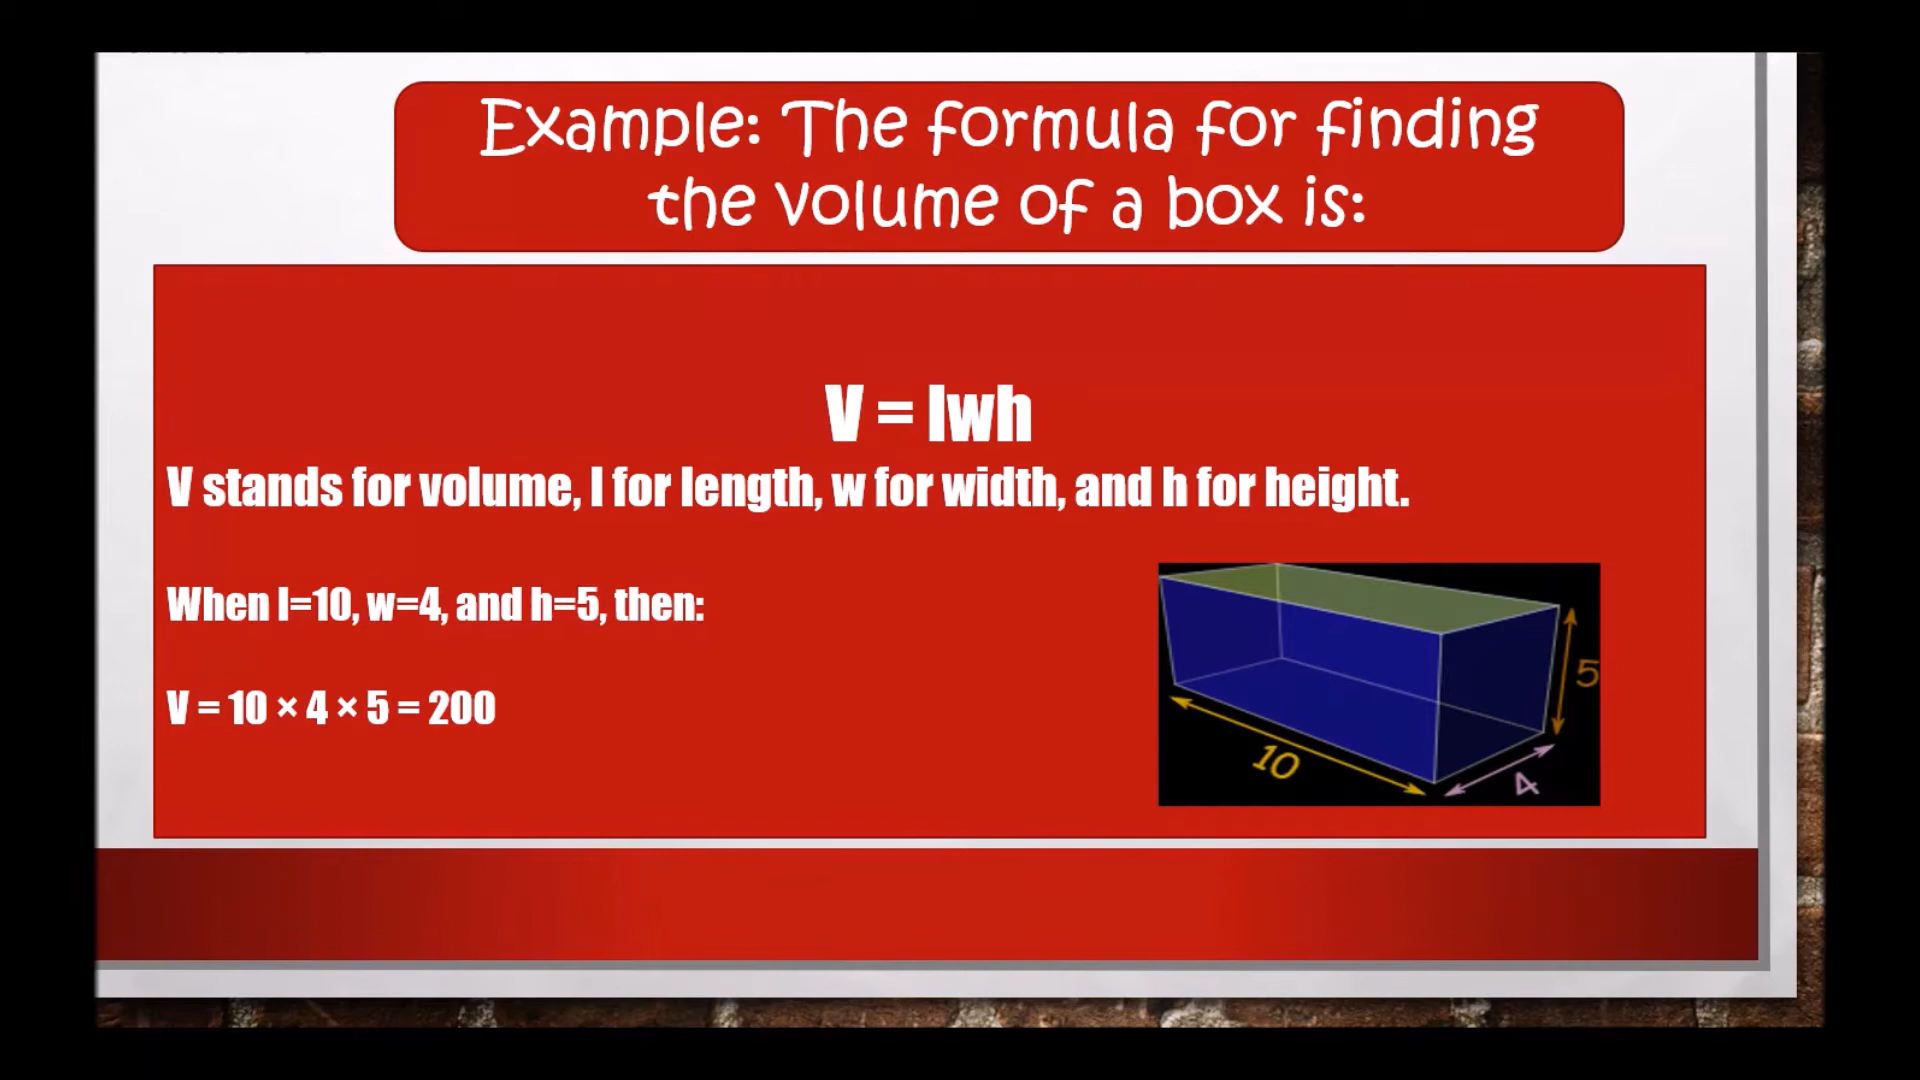 Example: The formula for finding
the volume of a box is:
V = lwh
V stands for volume, l for length, w for width, and h for height.
When l=10, w=4, and h=5, then:
V = 10 × 4 × 5 = 200
5
10
4